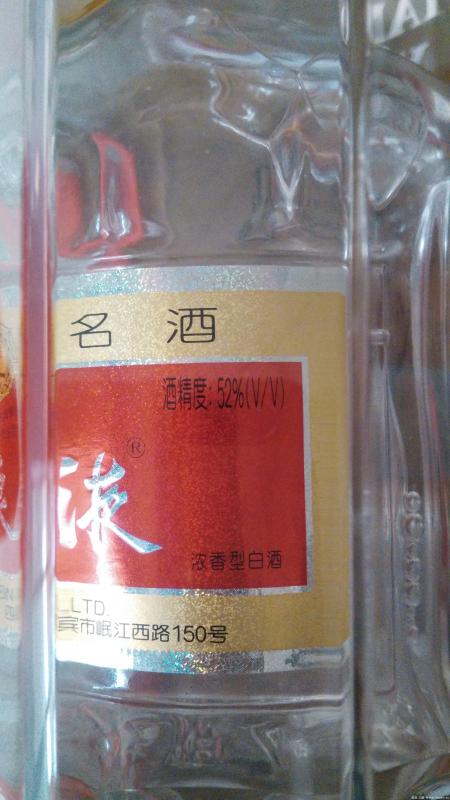 名 酒
酒精度:52%(V/V)
液®
浓香型白酒
LTD.
宾市岷江西路150号